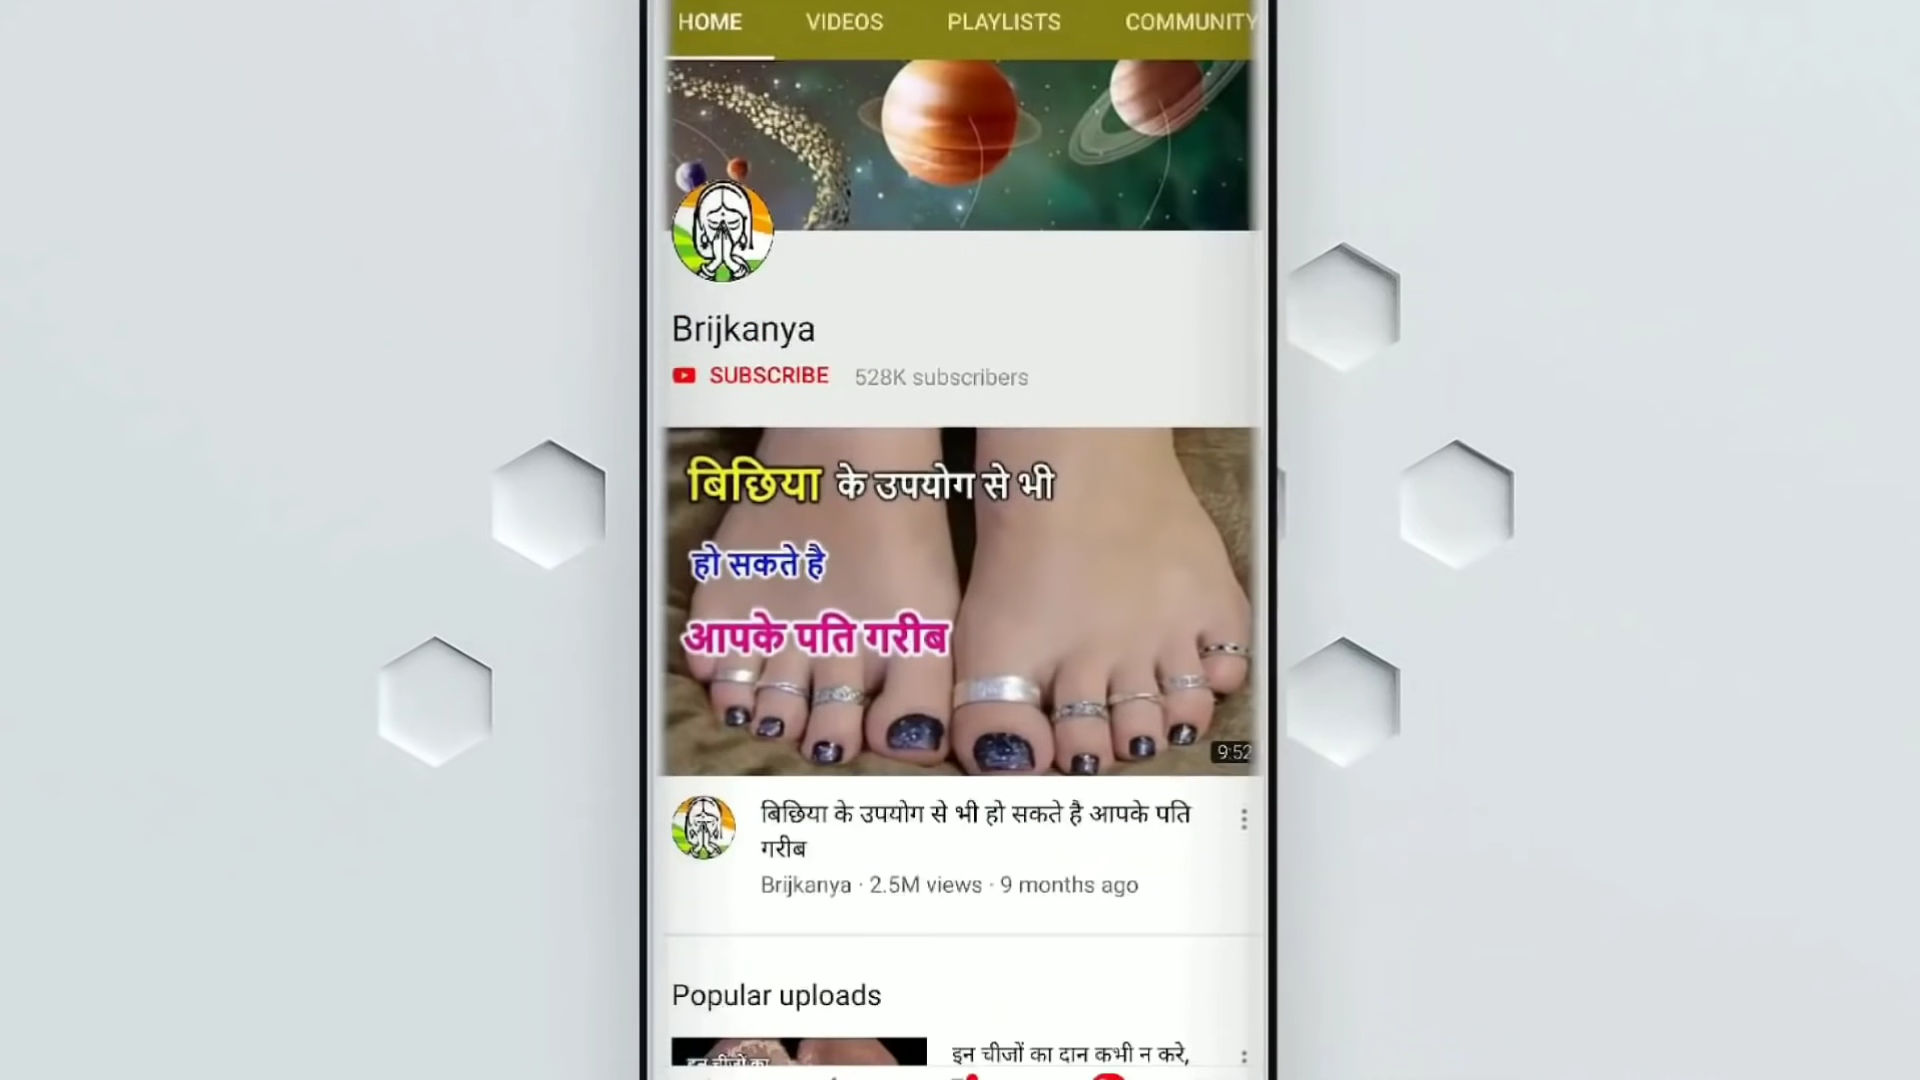 HOME VIDEOS PLAYLISTS COMMUNITY
Brijkanya
SUBSCRIBE 528K subscribers
बिछिया के उपयोग से भी
हो सकते है
आपके पति गरीब
9:52
बिछिया के उपयोग से भी हो सकते है आपके पति
गरीब
Brijkanya · 2.5M views · 9 months ago
Popular uploads
इन चीजों का
इन चीजों का दान कभी न करे,